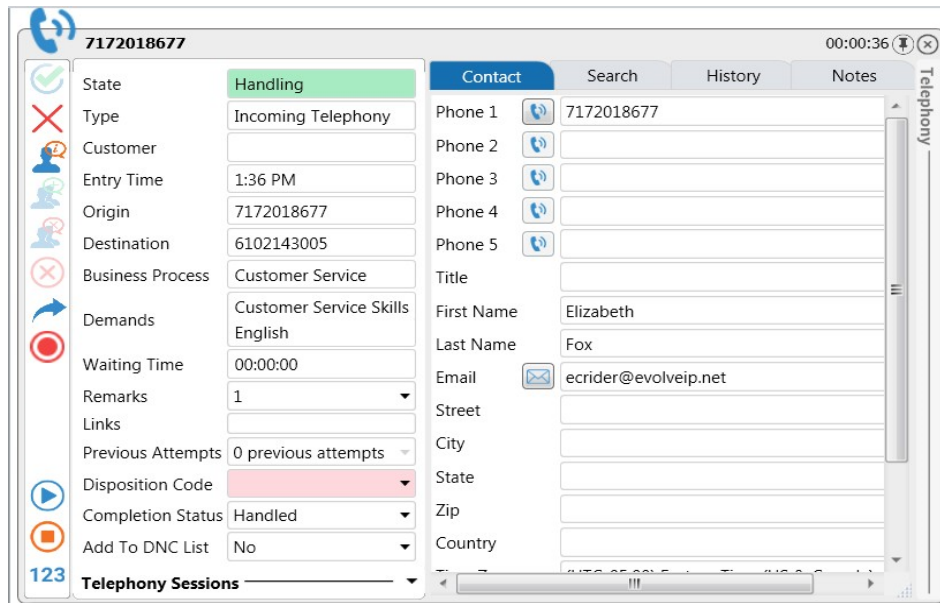 7172018677
00:00:36
State Handling
Type Incoming Telephony
Customer
Entry Time 1:36 PM
Origin 7172018677
Destination 6102143005
Business Process Customer Service
Demands Customer Service Skills
English
Waiting Time 00:00:00
Remarks 1
Links
Previous Attempts 0 previous attempts
Disposition Code
Completion Status Handled
Add To DNC List No
123
Telephony Sessions
Contact Search History Notes
Phone 1 7172018677
Phone 2
Phone 3
Phone 4
Phone 5
Title
First Name Elizabeth
Last Name Fox
Email ecrider@evolveip.net
Street
City
State
Zip
Country
Telephony